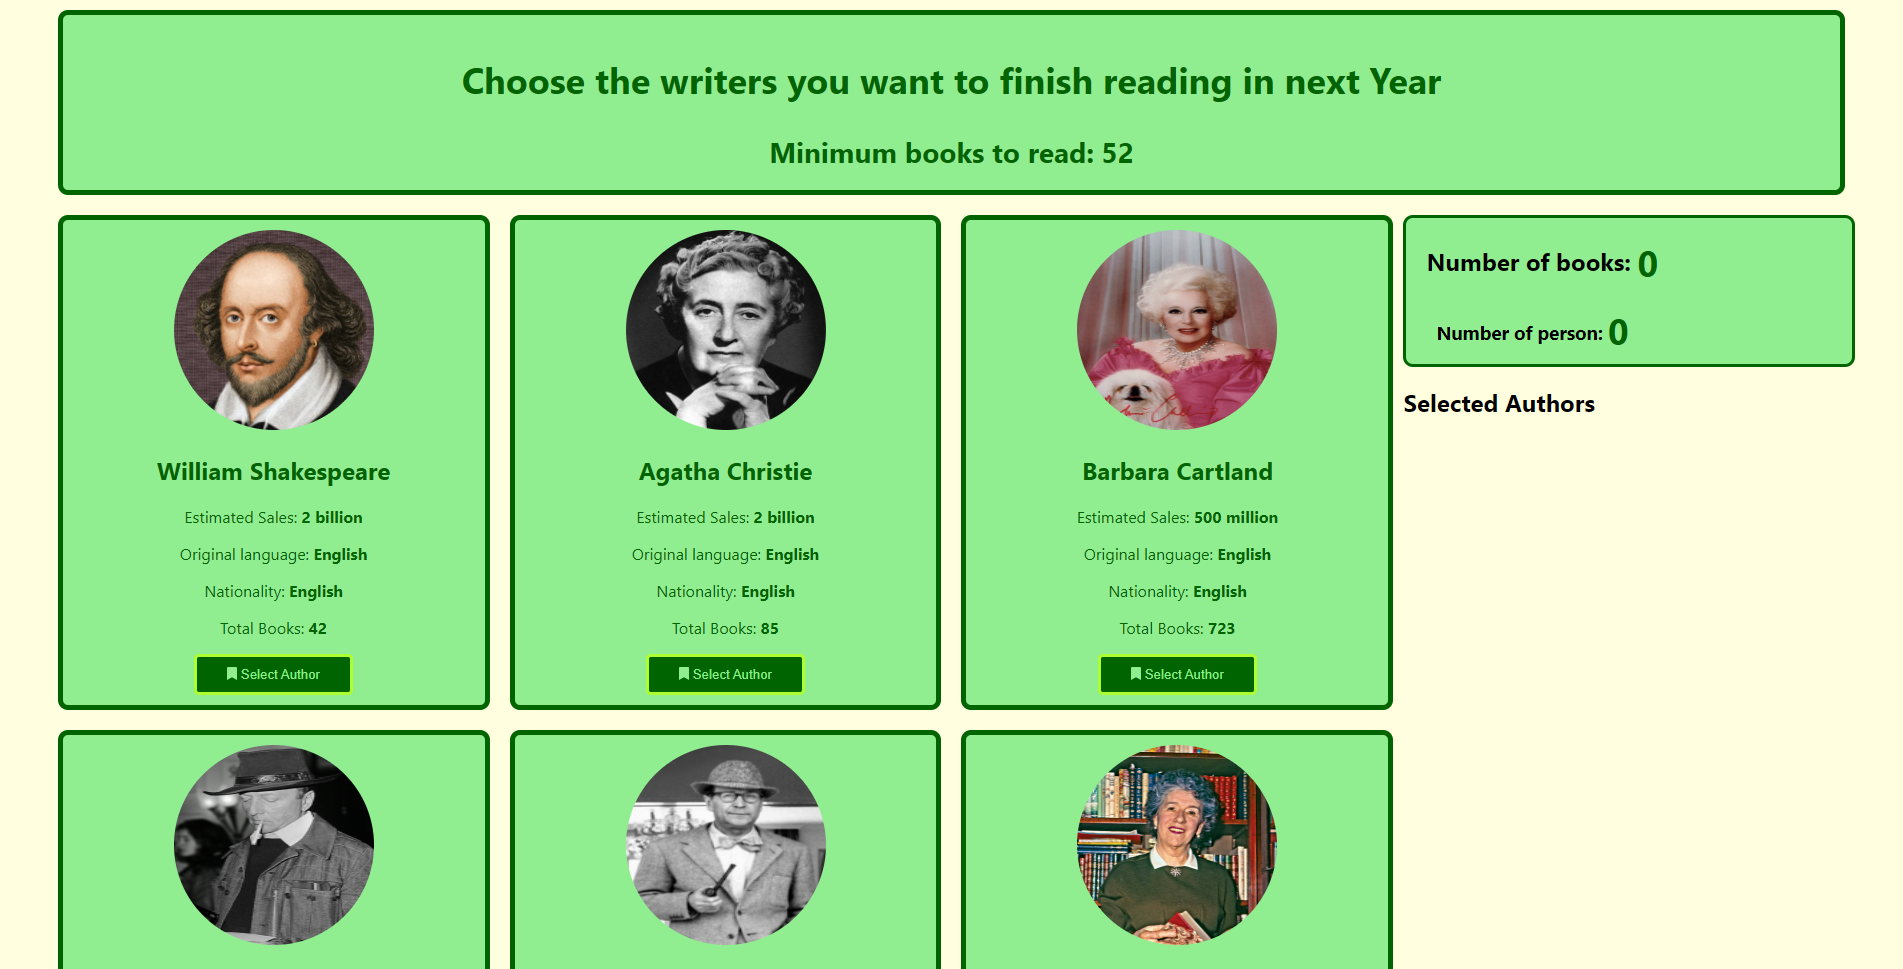 Choose the writers you want to finish reading in next Year
Minimum books to read: 52
William Shakespeare
Estimated Sales: 2 billion
Original language: English
Nationality: English
Total Books: 42
Select Author
Agatha Christie
Estimated Sales: 2 billion
Original language: English
Nationality: English
Total Books: 85
Select Author
Barbara Cartland
Estimated Sales: 500 million
Original language: English
Nationality: English
Total Books: 723
Select Author
Number of books: 0
Number of person: 0
Selected Authors